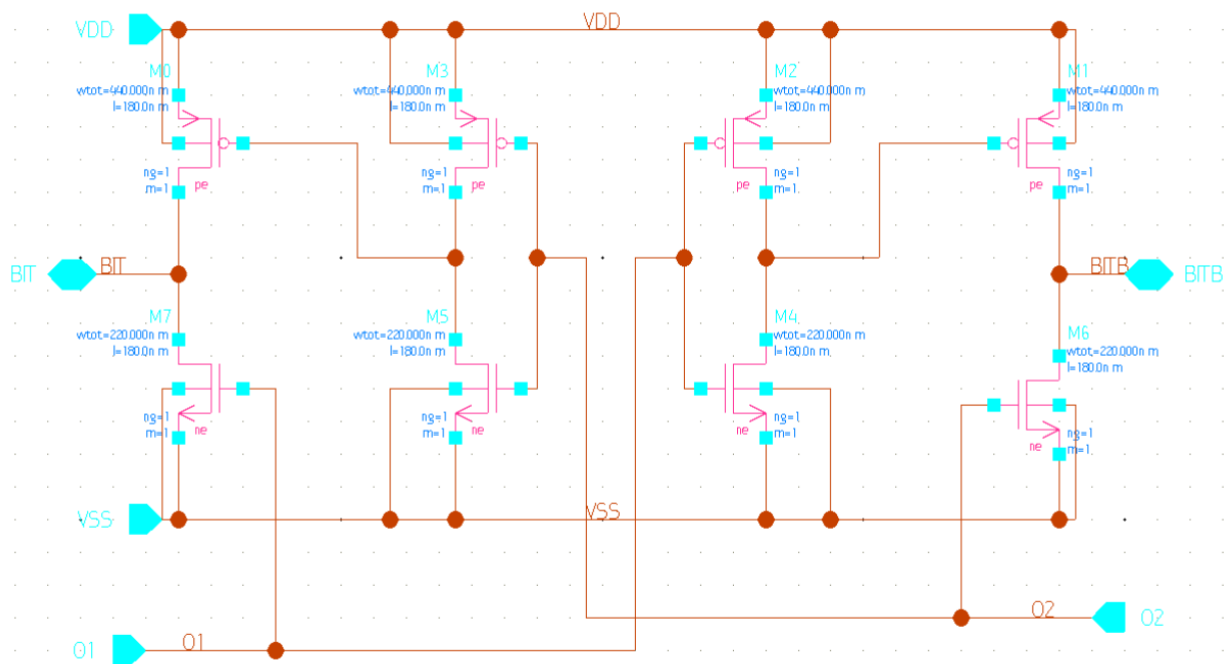 VDD
VDD
M0
wtot=440.000n m
l=180.0n m
ng=1
m=1
pe
M3
wtot=440.000n m
l=180.0n m
ng=1
m=1
pe
M2
wtot=440.000n m
l=180.0n m
ng=1
m=1
pe
M1
wtot=440.000n m
l=180.0n m
ng=1
m=1
pe
BIT
BIT
BITB
BITB
M7
wtot=220.000n m
l=180.0n m
ng=1
m=1
ne
M5
wtot=220.000n m
l=180.0n m
ng=1
m=1
ne
M4
wtot=220.000n m
l=180.0n m
ng=1
m=1
ne
M6
wtot=220.000n m
l=180.0n m
ng=1
m=1
ne
VSS
VSS
O1
O1
O2
O2